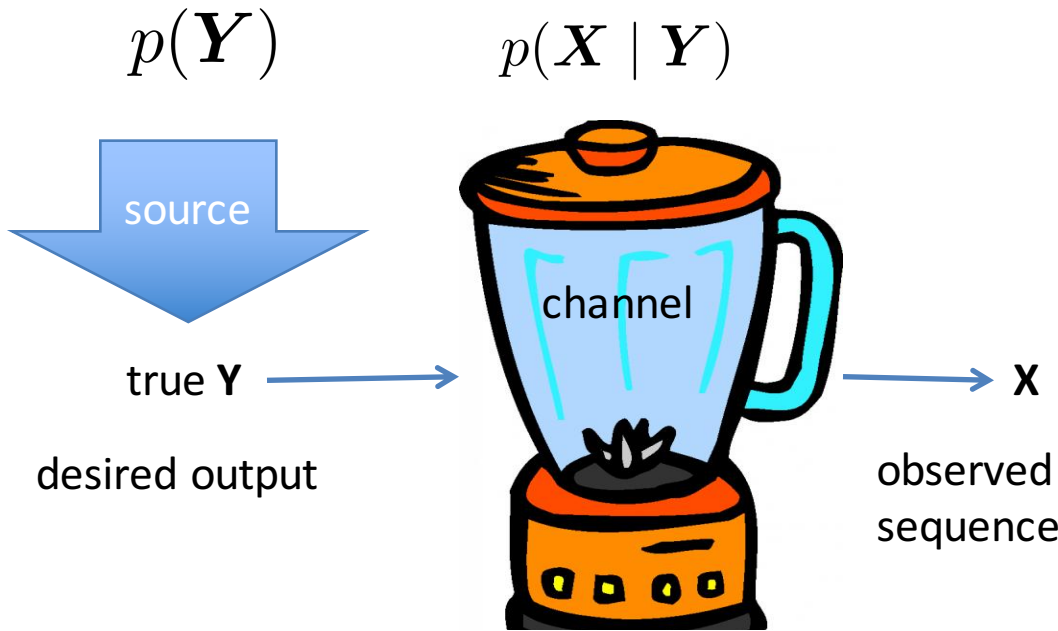 p(Y)
p(X | Y)
source
channel
true Y
X
desired output
observed
sequence